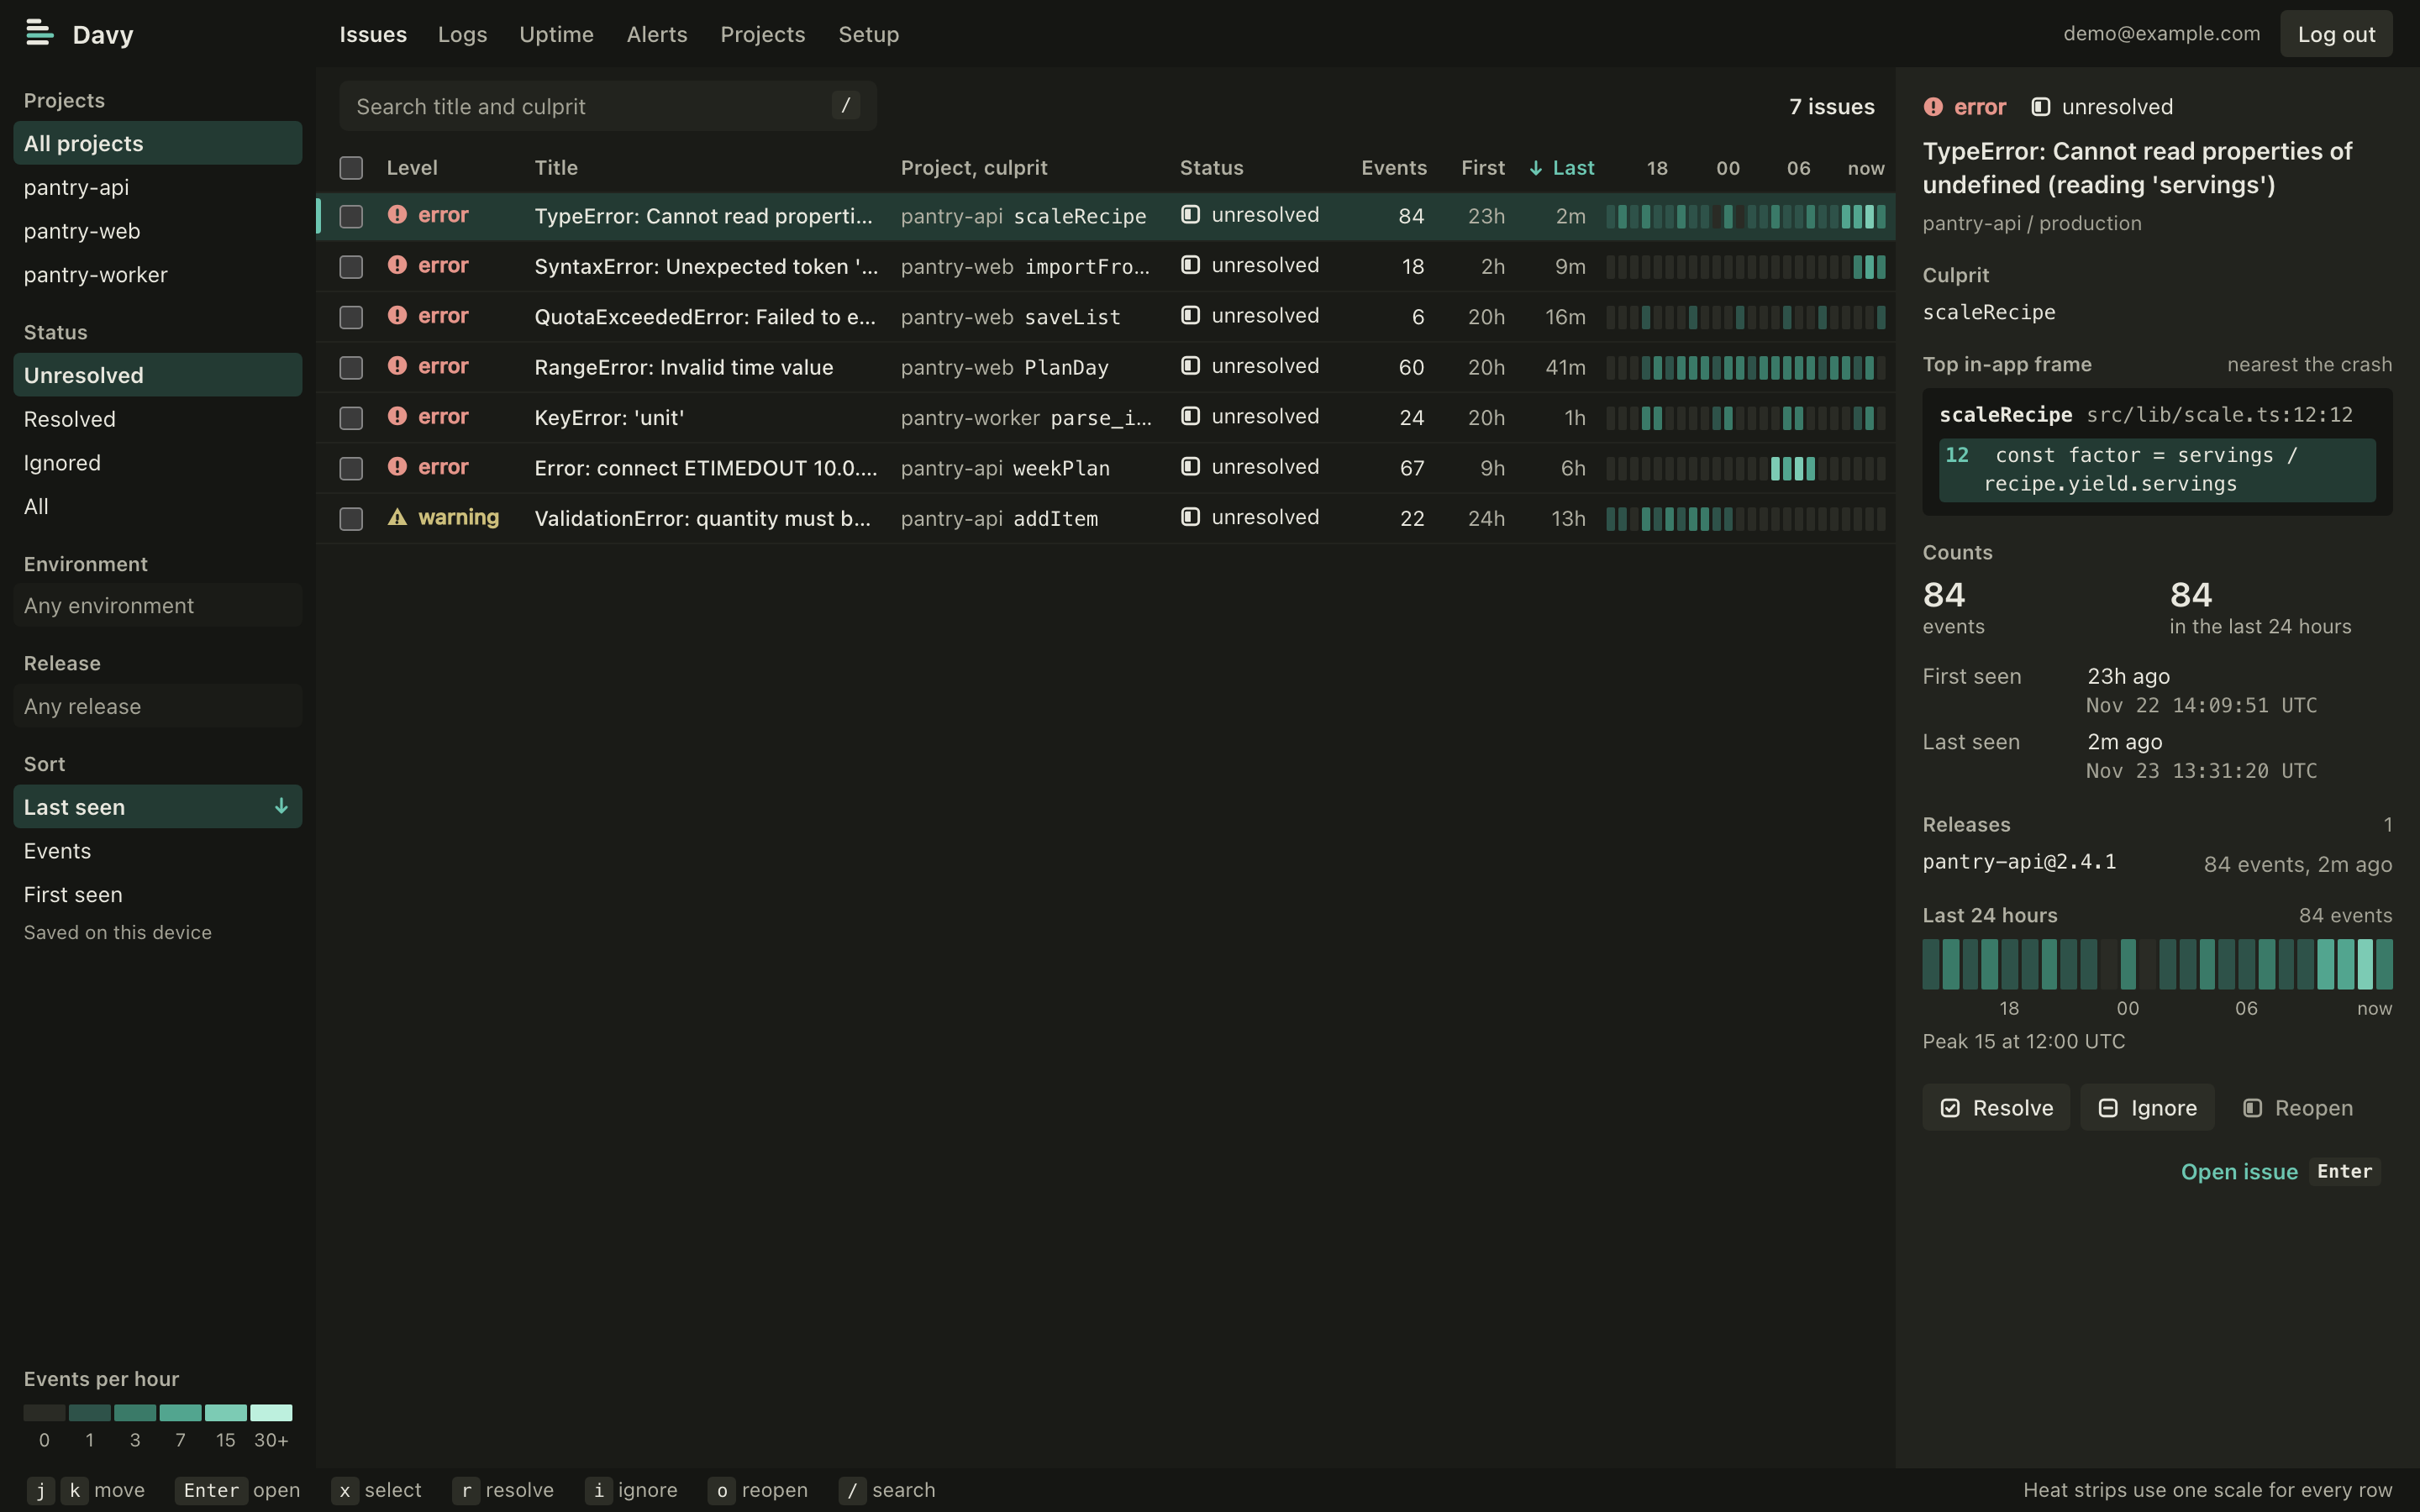 Davy
Issues Logs Uptime Alerts Projects Setup
demo@example.com
Log out
Projects
All projects
pantry-api
pantry-web
pantry-worker
Status
Unresolved
Resolved
Ignored
All
Environment
Any environment
Release
Any release
Sort
Last seen ↓
Events
First seen
Saved on this device
Events per hour
0 1 3 7 15 30+
Search title and culprit /
7 issues
Level Title Project, culprit Status Events First ↓ Last 18 00 06 now
error TypeError: Cannot read properti... pantry-api scaleRecipe unresolved 84 23h 2m
error SyntaxError: Unexpected token '... pantry-web importFro... unresolved 18 2h 9m
error QuotaExceededError: Failed to e... pantry-web saveList unresolved 6 20h 16m
error RangeError: Invalid time value pantry-web PlanDay unresolved 60 20h 41m
error KeyError: 'unit' pantry-worker parse_i... unresolved 24 20h 1h
error Error: connect ETIMEDOUT 10.0.... pantry-api weekPlan unresolved 67 9h 6h
warning ValidationError: quantity must b... pantry-api addItem unresolved 22 24h 13h
error unresolved
TypeError: Cannot read properties of
undefined (reading 'servings')
pantry-api / production
Culprit
scaleRecipe
Top in-app frame nearest the crash
scaleRecipe src/lib/scale.ts:12:12
12 const factor = servings /
recipe.yield.servings
Counts
84 84
events in the last 24 hours
First seen 23h ago
Nov 22 14:09:51 UTC
Last seen 2m ago
Nov 23 13:31:20 UTC
Releases 1
pantry-api@2.4.1 84 events, 2m ago
Last 24 hours 84 events
18 00 06 now
Peak 15 at 12:00 UTC
Resolve Ignore Reopen
Open issue Enter
j k move Enter open x select r resolve i ignore o reopen / search
Heat strips use one scale for every row